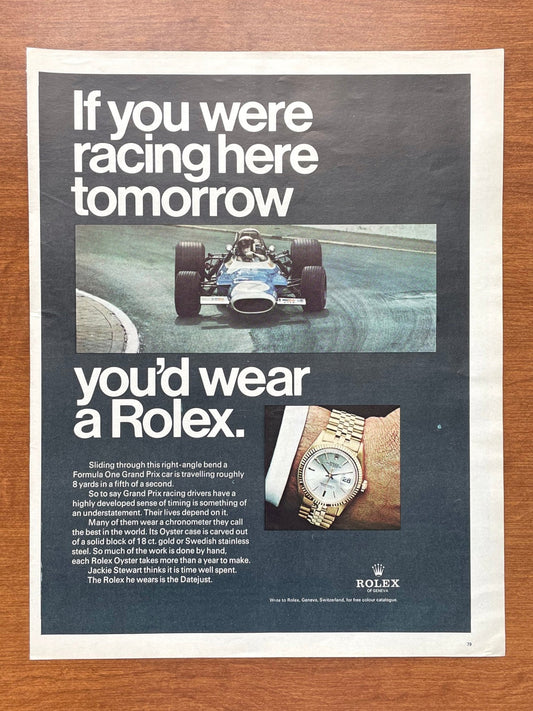 If you were
racing here
tomorrow
you'd wear
a Rolex.
Sliding through this right-angle bend a
Formula One Grand Prix car is travelling roughly
8 yards in a fifth of a second.
So to say Grand Prix racing drivers have a
highly developed sense of timing is something of
an understatement. Their lives depend on it.
Many of them wear a chronometer they call
the best in the world. Its Oyster case is carved out
of a solid block of 18 ct. gold or Swedish stainless
steel. So much of the work is done by hand,
each Rolex Oyster takes more than a year to make.
Jackie Stewart thinks it is time well spent.
The Rolex he wears is the Datejust.
ROLEX
OF GENEVA
Write to Rolex, Geneva, Switzerland, for free colour catalogue.
79